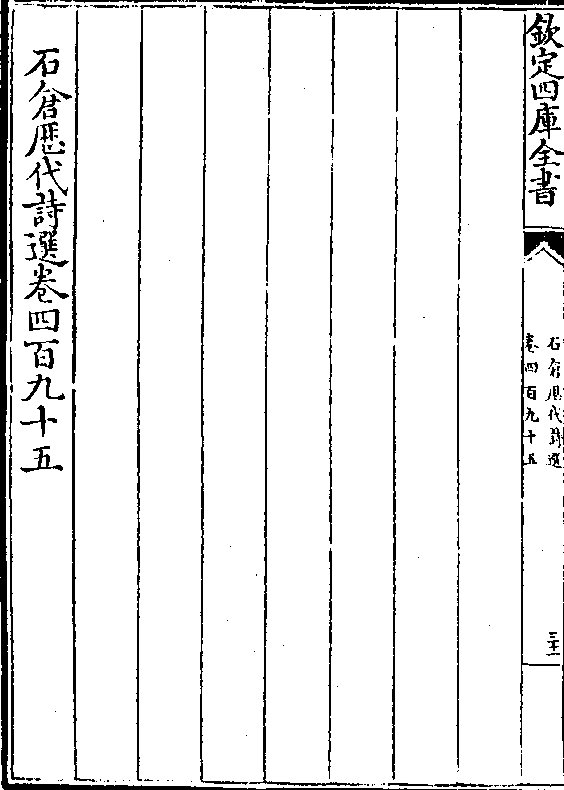 欽定四庫全書
石倉歷代詩選
卷四百九十五
三十二
石倉歷代詩選卷四百九十五